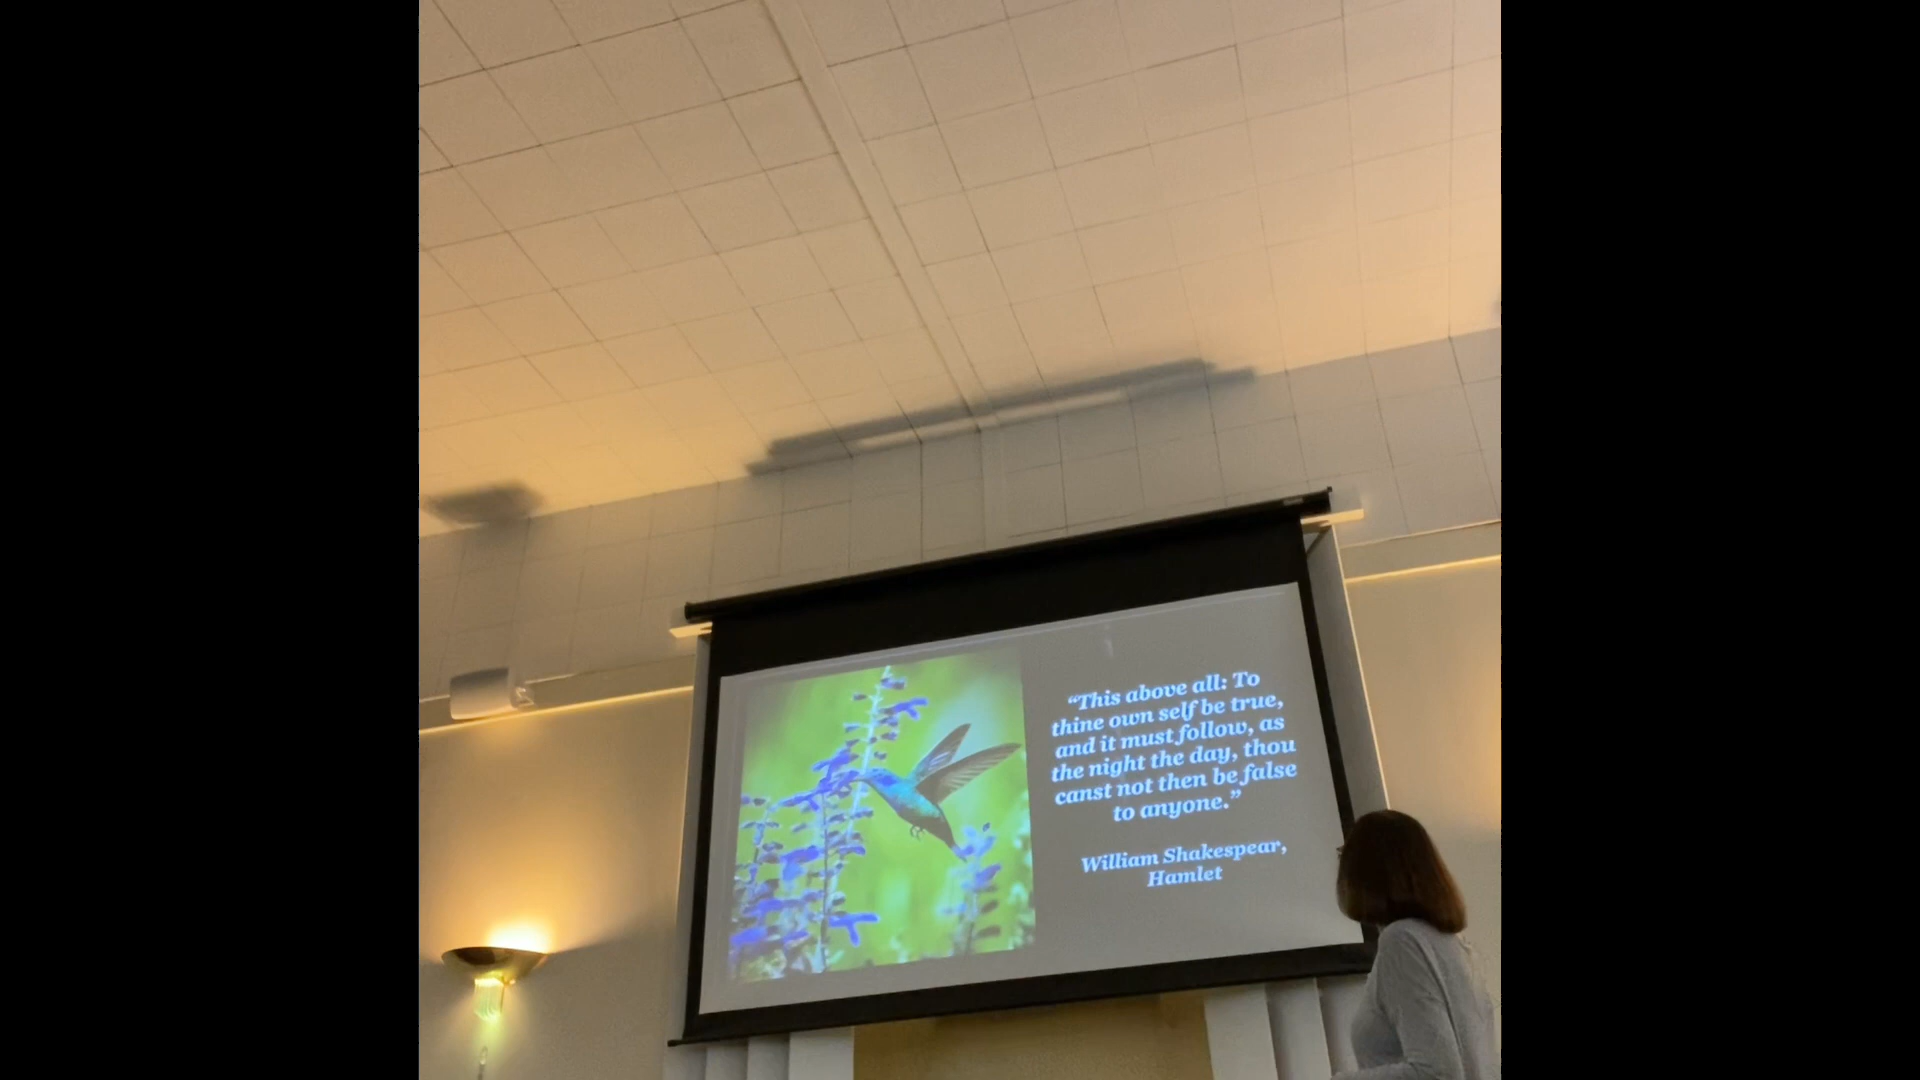 “This above all: To
thine own self be true,
and it must follow, as
the night the day, thou
canst not then be false
to anyone.”
William Shakespear,
Hamlet